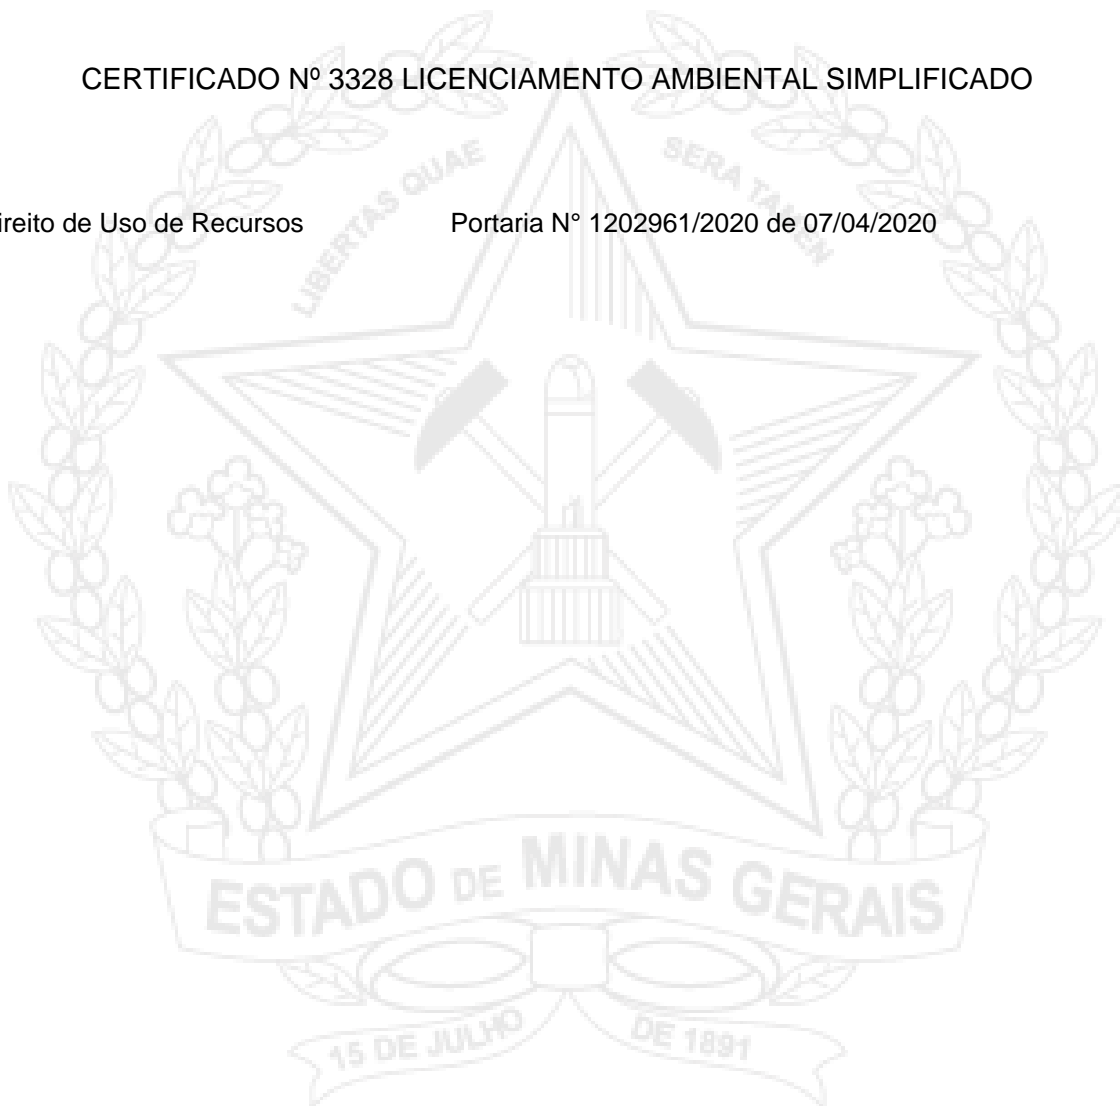 CERTIFICADO Nº 3328 LICENCIAMENTO AMBIENTAL SIMPLIFICADO
LIBERTAS QUAE SERA TAMEN
ireito de Uso de Recursos Portaria N° 1202961/2020 de 07/04/2020
ESTADO DE MINAS GERAIS
15 DE JULHO DE 1891